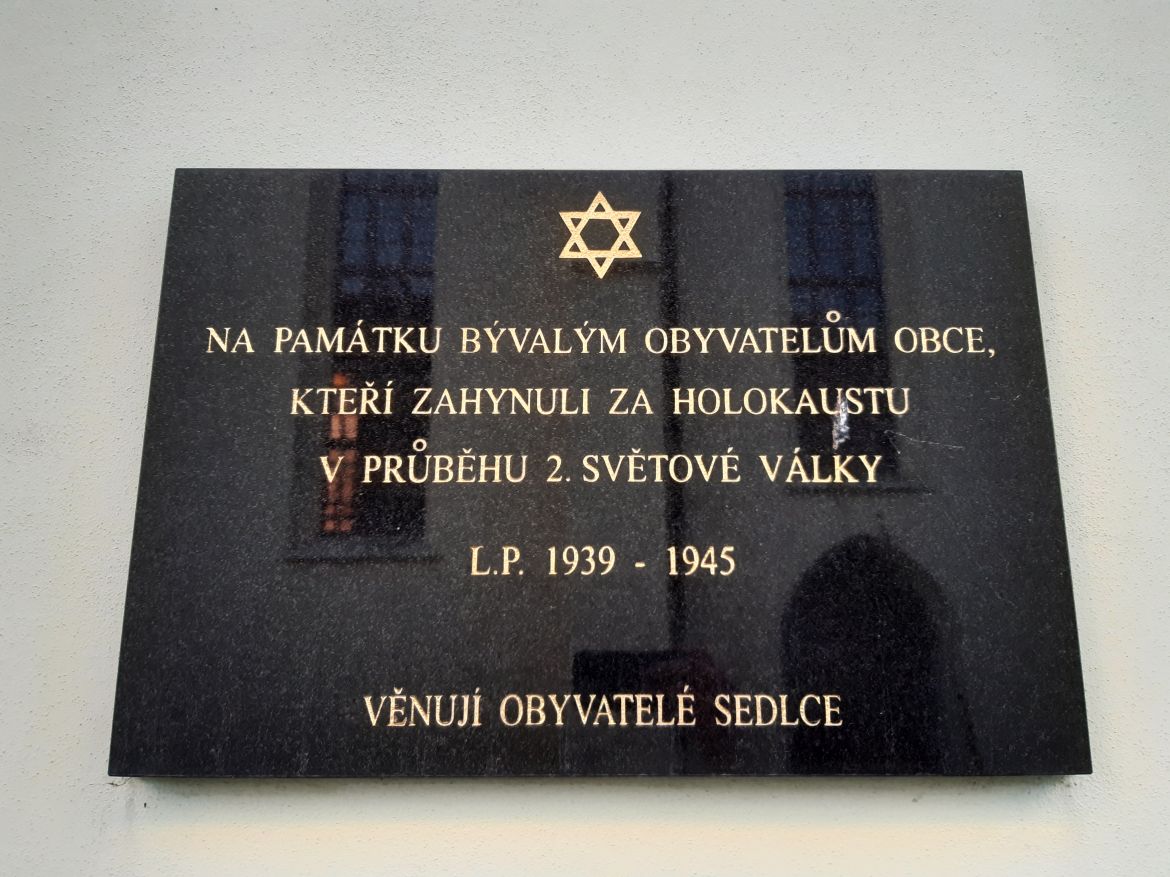 NA PAMÁTKU BÝVALÝM OBYVATELŮM OBCE,
KTEŘÍ ZAHYNULI ZA HOLOKAUSTU
V PRŮBĚHU 2. SVĚTOVÉ VÁLKY
L.P. 1939 - 1945
VĚNUJÍ OBYVATELÉ SEDLCE